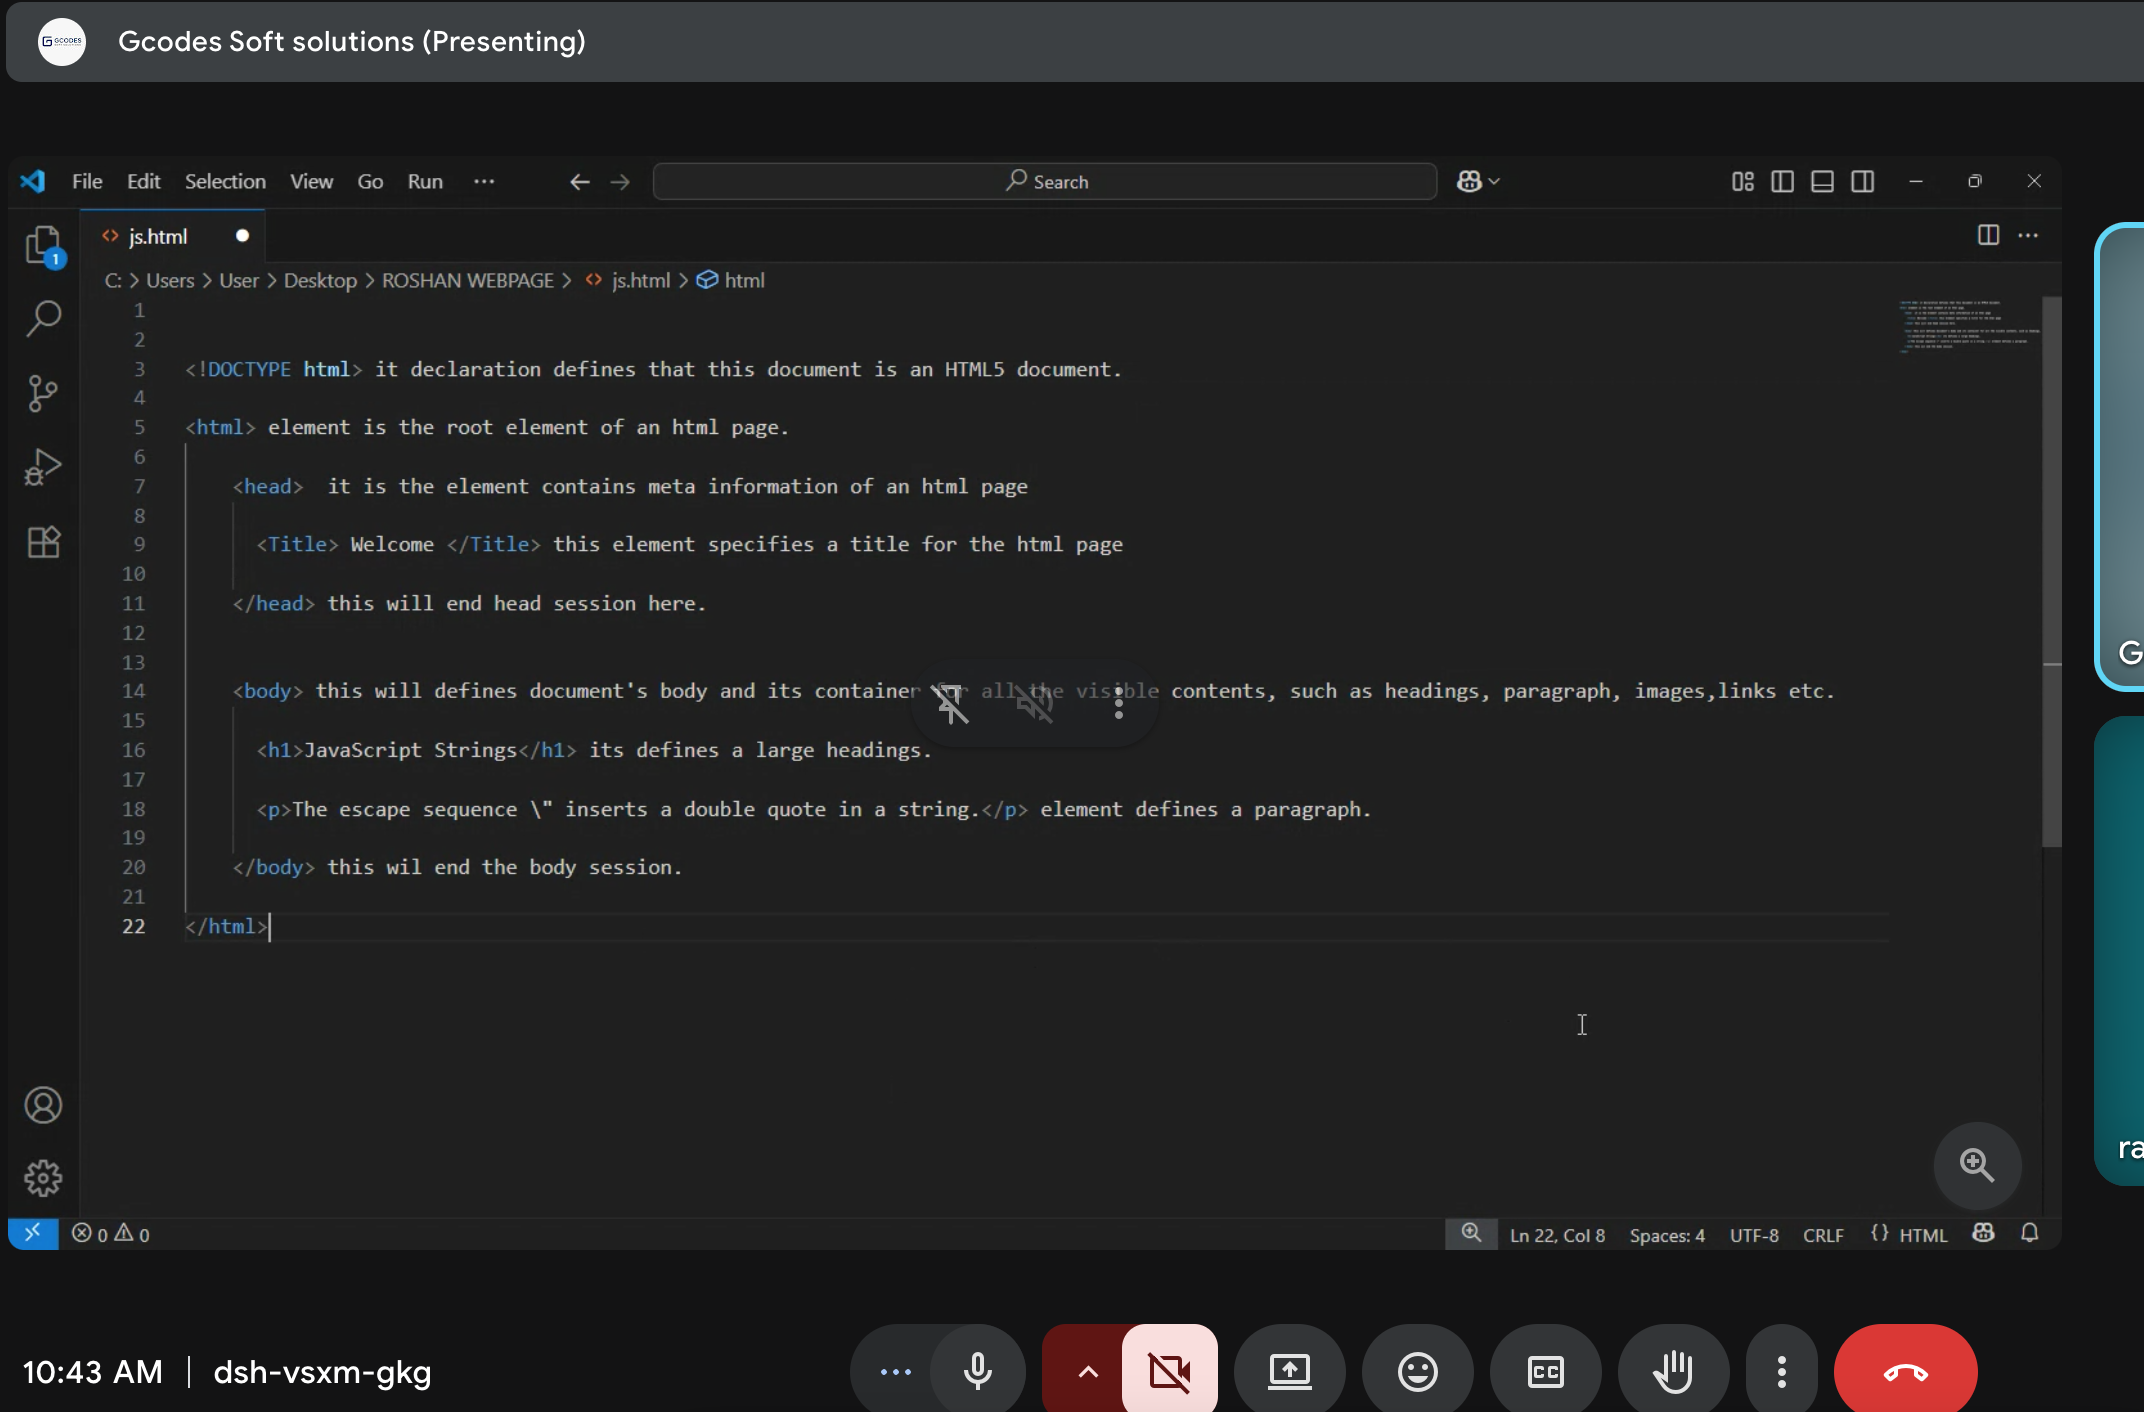 GCODES
Gcodes Soft solutions (Presenting)
File Edit Selection View Go Run ··· Search
js.html
C: > Users > User > Desktop > ROSHAN WEBPAGE > js.html > html
1
1
2
3 <!DOCTYPE html> it declaration defines that this document is an HTML5 document.
4
5 <html> element is the root element of an html page.
6
7 <head>  it is the element contains meta information of an html page
8
9 <Title> Welcome </Title> this element specifies a title for the html page
10
11 </head> this will end head session here.
12
13
14 <body> this will defines document's body and its container for all the visible contents, such as headings, paragraph, images,links etc.
15
16 <h1>JavaScript Strings</h1> its defines a large headings.
17
18 <p>The escape sequence \" inserts a double quote in a string.</p> element defines a paragraph.
19
20 </body> this wil end the body session.
21
22 </html>
G
ra
0 0 Ln 22, Col 8 Spaces: 4 UTF-8 CRLF {} HTML
10:43 AM | dsh-vsxm-gkg
CC